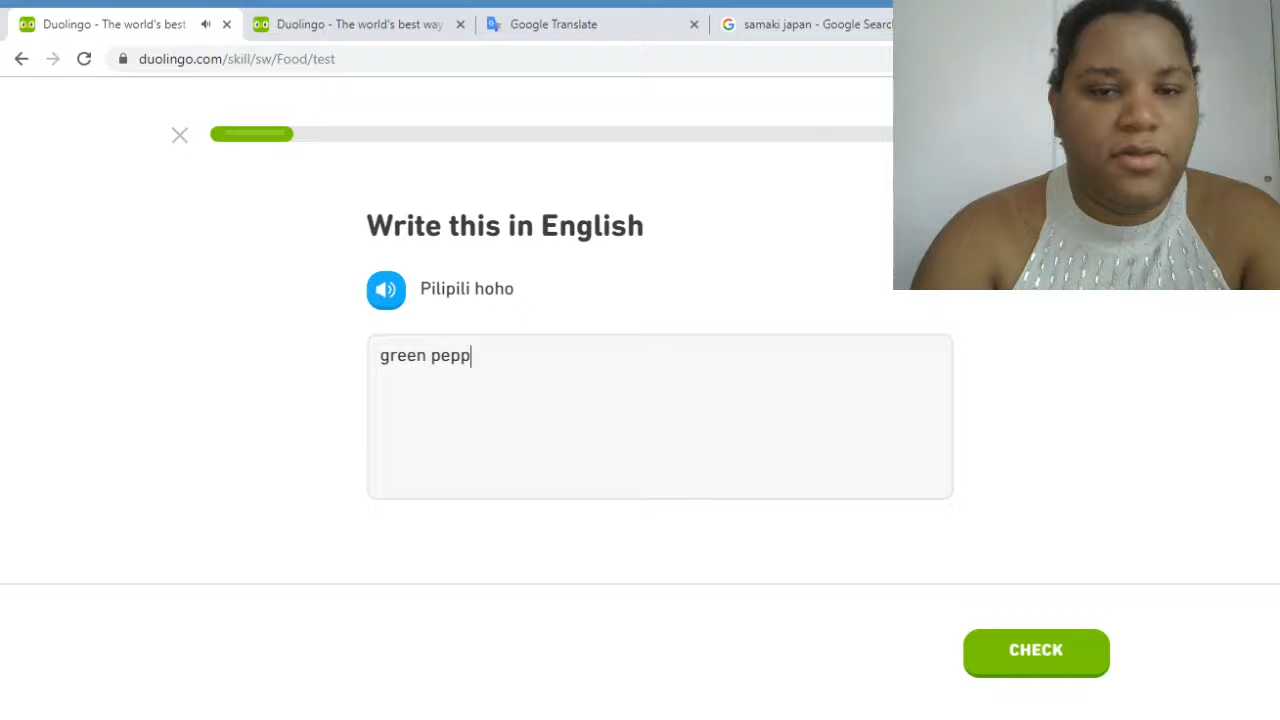 Duolingo - The world's best
Duolingo - The world's best way
Google Translate
samaki japan - Google Searc
duolingo.com/skill/sw/Food/test
Write this in English
Pilipili hoho
green pepp
CHECK